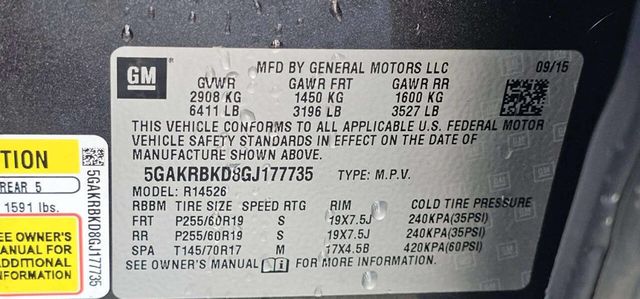 GM
MFD BY GENERAL MOTORS LLC 09/15
GVWR GAWR FRT GAWR RR
2908 KG 1450 KG 1600 KG
6411 LB 3196 LB 3527 LB
THIS VEHICLE CONFORMS TO ALL APPLICABLE U.S. FEDERAL MOTOR
VEHICLE SAFETY STANDARDS IN EFFECT ON THE DATE OF
MANUFACTURE SHOWN ABOVE.
5GAKRBKD8GJ177735 TYPE: M.P.V.
MODEL: R14526
RBBM TIRE SIZE SPEED RTG RIM COLD TIRE PRESSURE
FRT P255/60R19 S 19X7.5J 240KPA(35PSI)
RR P255/60R19 S 19X7.5J 240KPA(35PSI)
SPA T145/70R17 M 17X4.5B 420KPA(60PSI)
SEE OWNER'S MANUAL i FOR MORE INFORMATION.
TION
REAR 5
1591 lbs.
SEE OWNER'S
MANUAL FOR
ADDITIONAL
INFORMATION
5GAKRBKD8GJ177735